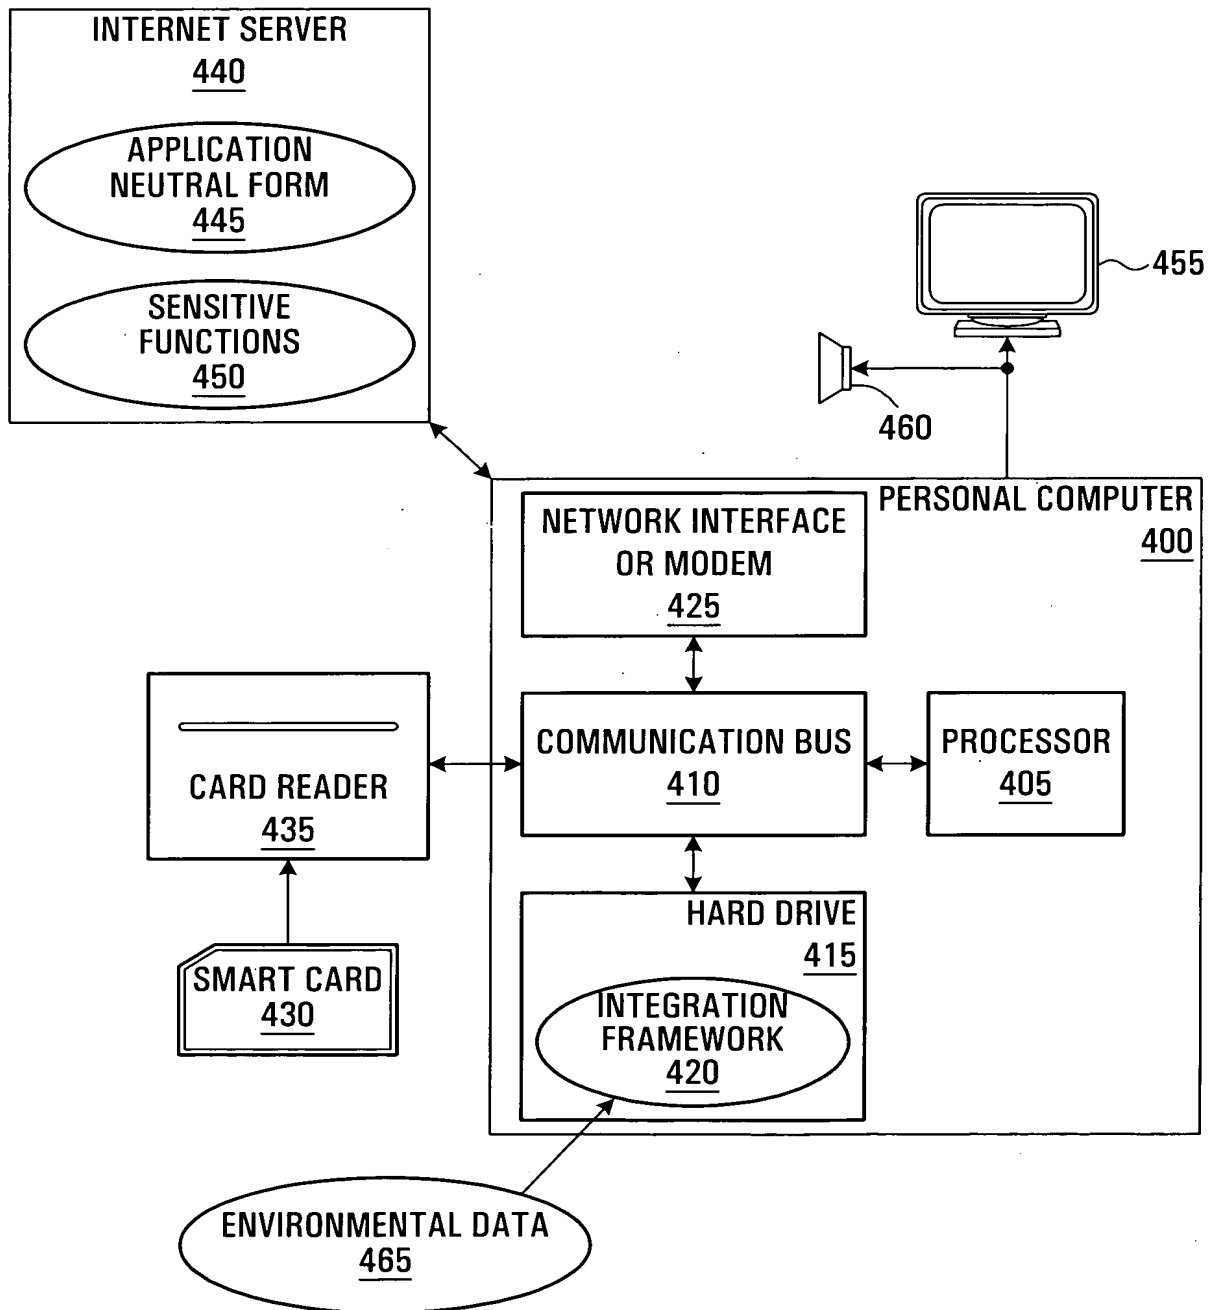 INTERNET SERVER
440
APPLICATION
NEUTRAL FORM
445
SENSITIVE
FUNCTIONS
450
455
460
PERSONAL COMPUTER
400
NETWORK INTERFACE
OR MODEM
425
CARD READER
435
COMMUNICATION BUS
410
PROCESSOR
405
SMART CARD
430
HARD DRIVE
415
INTEGRATION
FRAMEWORK
420
ENVIRONMENTAL DATA
465